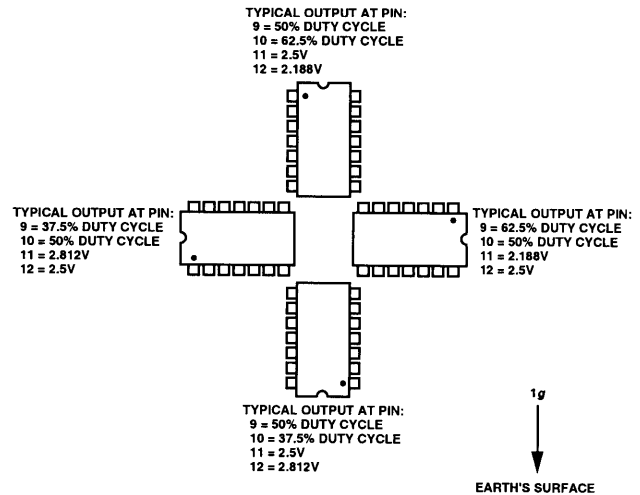 TYPICAL OUTPUT AT PIN:
9 = 50% DUTY CYCLE
10 = 62.5% DUTY CYCLE
11 = 2.5V
12 = 2.188V
TYPICAL OUTPUT AT PIN:
9 = 37.5% DUTY CYCLE
10 = 50% DUTY CYCLE
11 = 2.812V
12 = 2.5V
TYPICAL OUTPUT AT PIN:
9 = 62.5% DUTY CYCLE
10 = 50% DUTY CYCLE
11 = 2.188V
12 = 2.5V
TYPICAL OUTPUT AT PIN:
9 = 50% DUTY CYCLE
10 = 37.5% DUTY CYCLE
11 = 2.5V
12 = 2.812V
1g
EARTH'S SURFACE